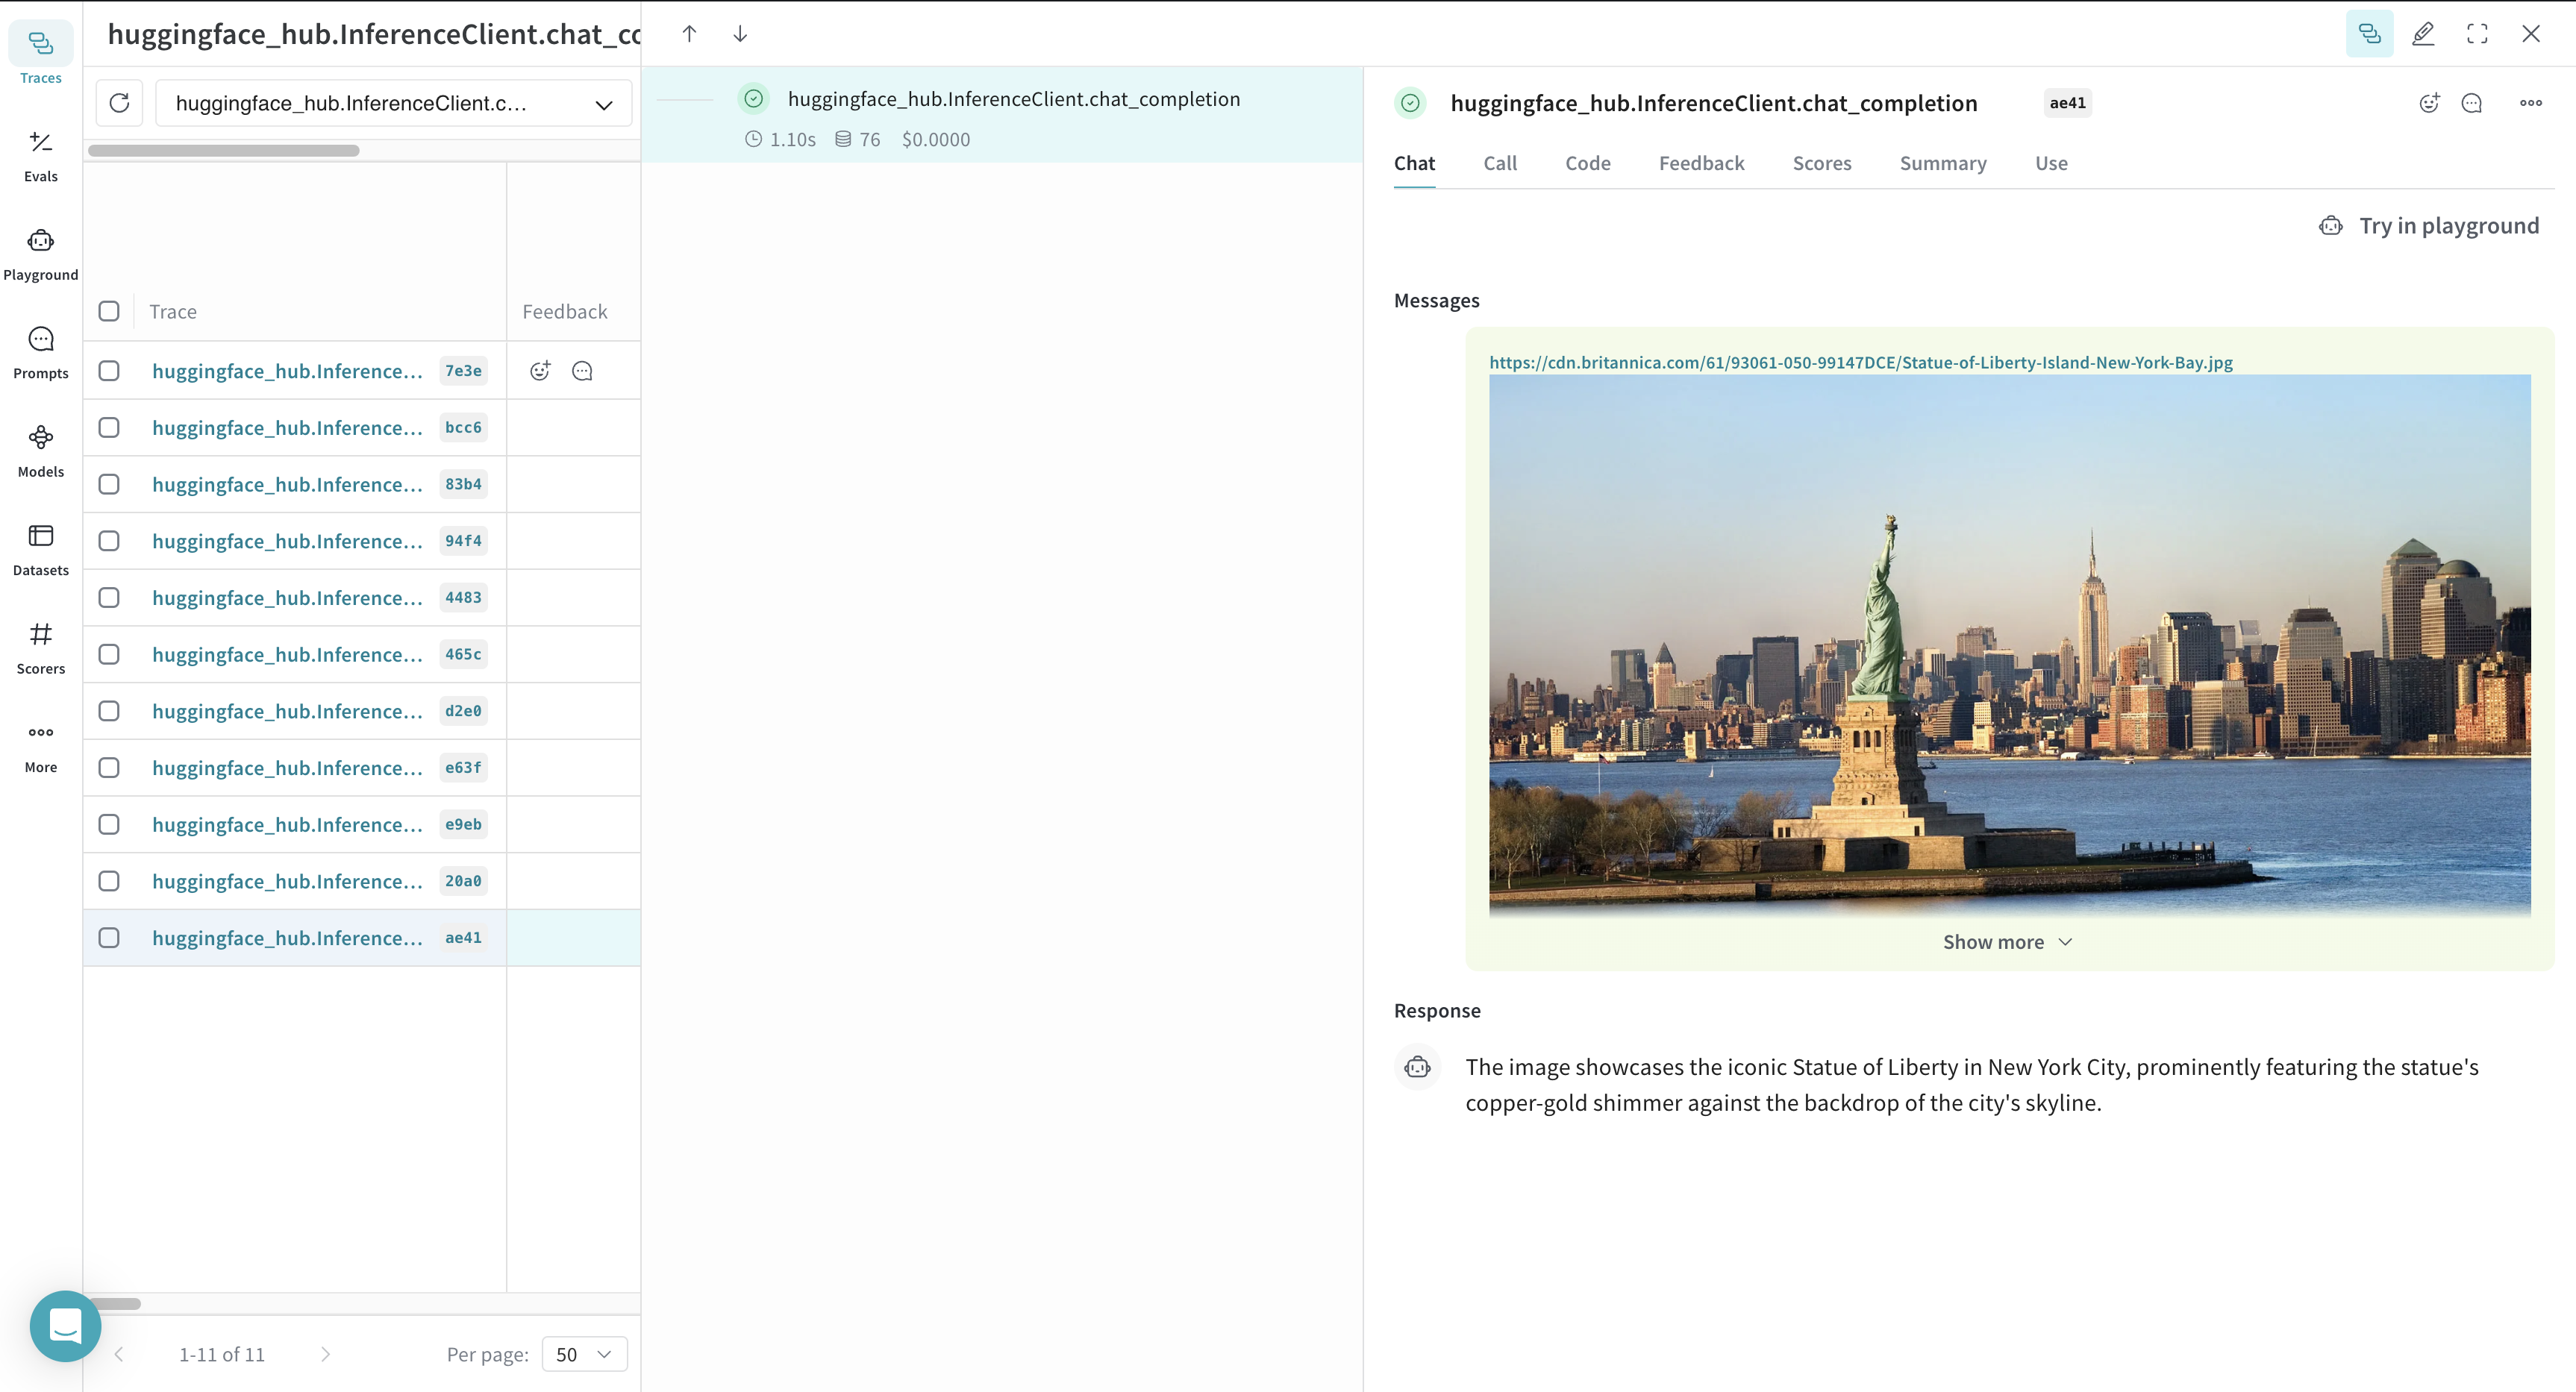 Traces
Evals
Playground
Prompts
Models
Datasets
Scorers
More
huggingface_hub.InferenceClient.chat_cc
huggingface_hub.InferenceClient.c...
Trace Feedback
huggingface_hub.Inference... 7e3e
huggingface_hub.Inference... bcc6
huggingface_hub.Inference... 83b4
huggingface_hub.Inference... 94f4
huggingface_hub.Inference... 4483
huggingface_hub.Inference... 465c
huggingface_hub.Inference... d2e0
huggingface_hub.Inference... e63f
huggingface_hub.Inference... e9eb
huggingface_hub.Inference... 20a0
huggingface_hub.Inference... ae41
1-11 of 11 Per page: 50
huggingface_hub.InferenceClient.chat_completion
1.10s 76 $0.0000
huggingface_hub.InferenceClient.chat_completion ae41
Chat Call Code Feedback Scores Summary Use
Try in playground
Messages
https://cdn.britannica.com/61/93061-050-99147DCE/Statue-of-Liberty-Island-New-York-Bay.jpg
Show more
Response
The image showcases the iconic Statue of Liberty in New York City, prominently featuring the statue's
copper-gold shimmer against the backdrop of the city's skyline.